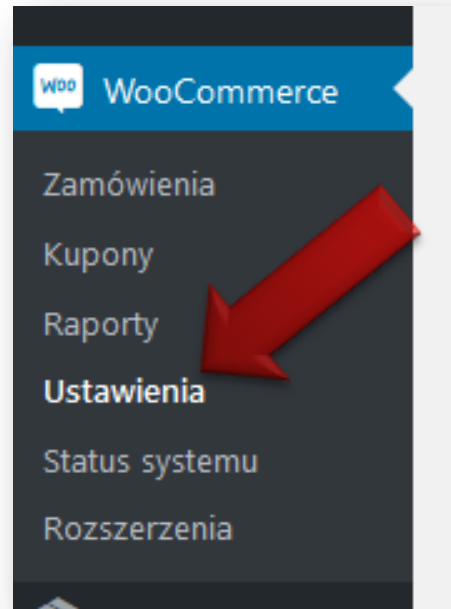 Woo WooCommerce
Zamówienia
Kupony
Raporty
Ustawienia
Status systemu
Rozszerzenia